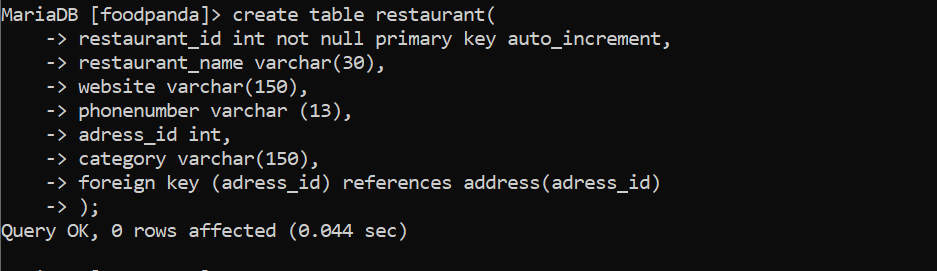 MariaDB [foodpanda]> create table restaurant(
    -> restaurant_id int not null primary key auto_increment,
    -> restaurant_name varchar(30),
    -> website varchar(150),
    -> phonenumber varchar (13),
    -> adress_id int,
    -> category varchar(150),
    -> foreign key (adress_id) references address(adress_id)
    -> );
Query OK, 0 rows affected (0.044 sec)